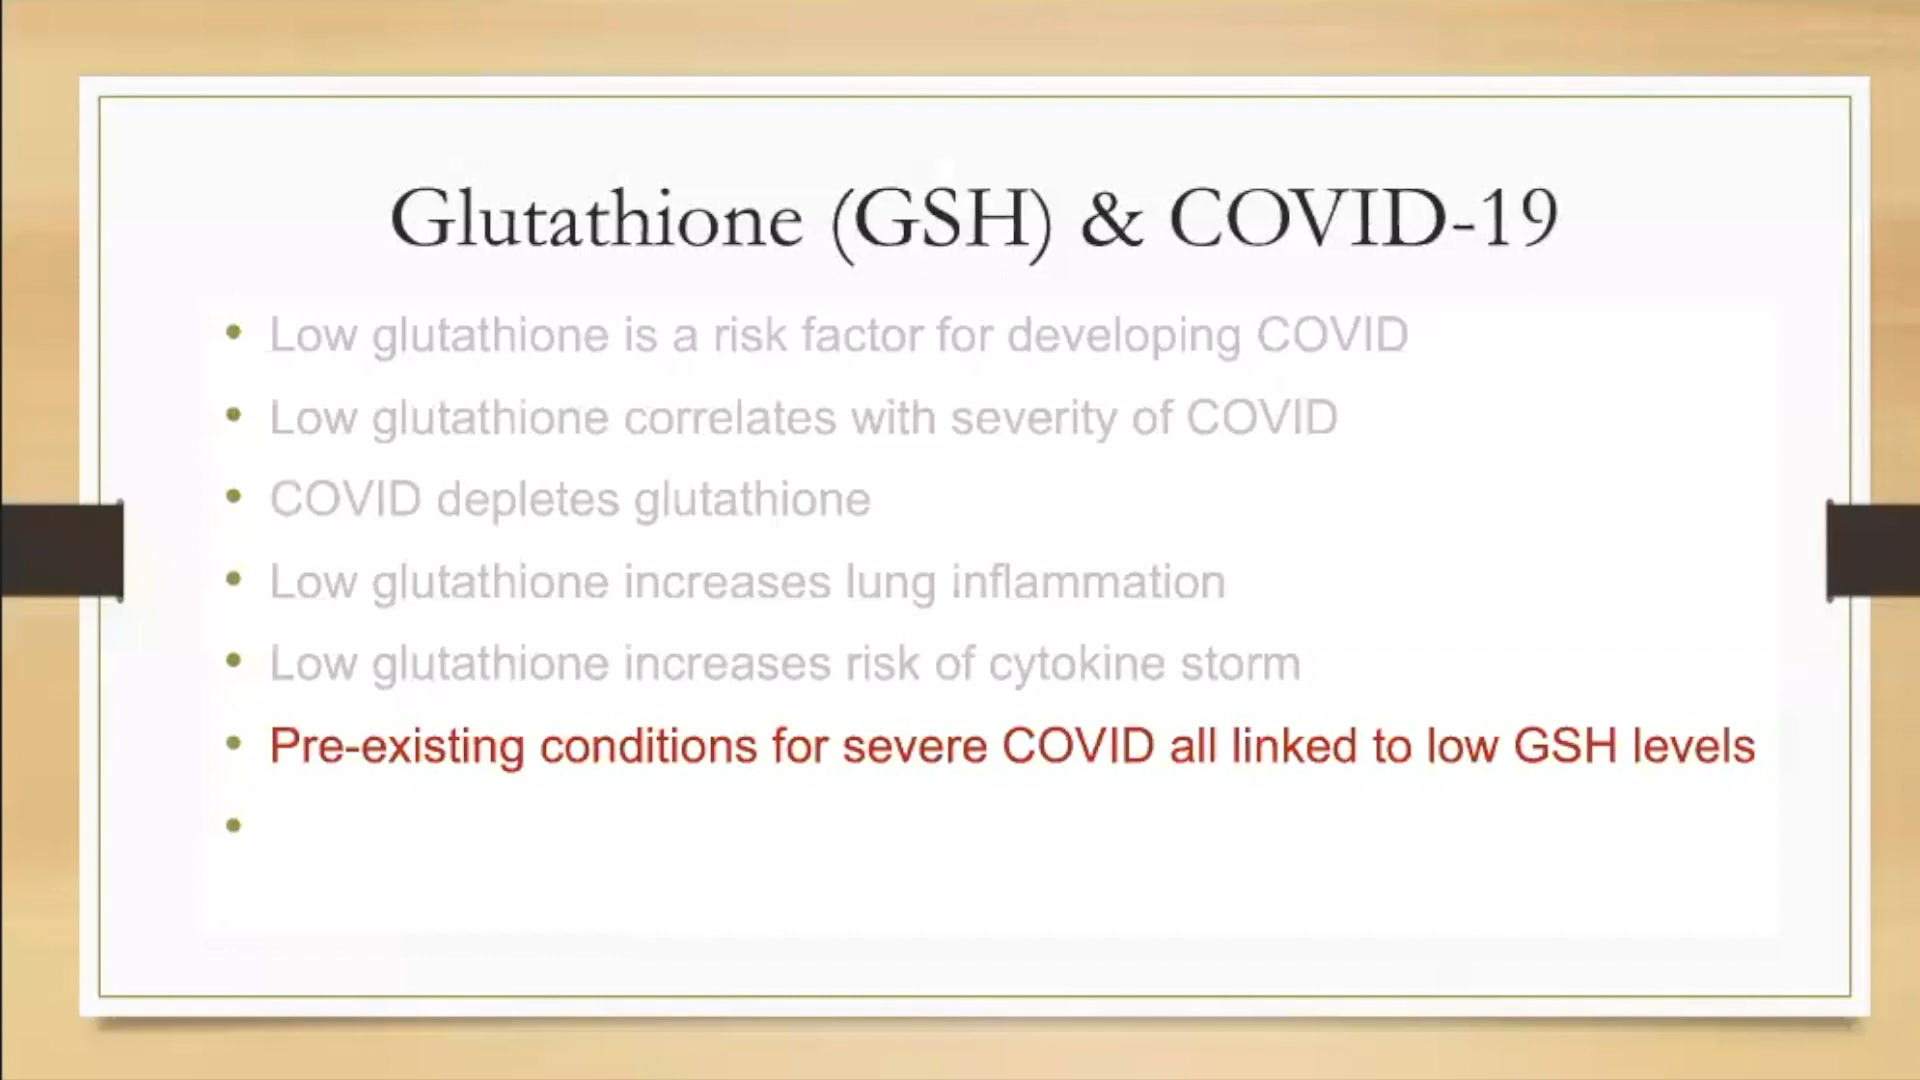 Glutathione (GSH) & COVID-19
• Low glutathione is a risk factor for developing COVID
• Low glutathione correlates with severity of COVID
• COVID depletes glutathione
• Low glutathione increases lung inflammation
• Low glutathione increases risk of cytokine storm
• Pre-existing conditions for severe COVID all linked to low GSH levels
•